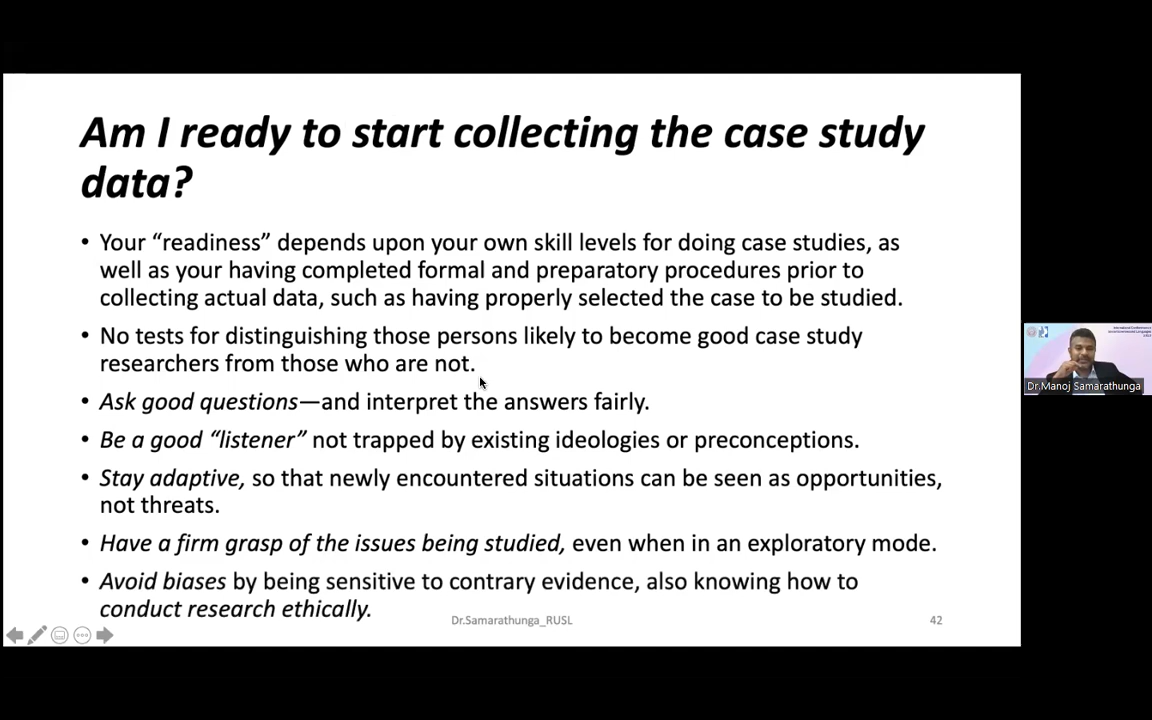 Am I ready to start collecting the case study
data?
• Your “readiness” depends upon your own skill levels for doing case studies, as
well as your having completed formal and preparatory procedures prior to
collecting actual data, such as having properly selected the case to be studied.
• No tests for distinguishing those persons likely to become good case study
researchers from those who are not.
• Ask good questions—and interpret the answers fairly.
• Be a good “listener” not trapped by existing ideologies or preconceptions.
• Stay adaptive, so that newly encountered situations can be seen as opportunities,
not threats.
• Have a firm grasp of the issues being studied, even when in an exploratory mode.
• Avoid biases by being sensitive to contrary evidence, also knowing how to
conduct research ethically.
Dr.Samarathunga_RUSL
42
Dr.Manoj Samarathunga